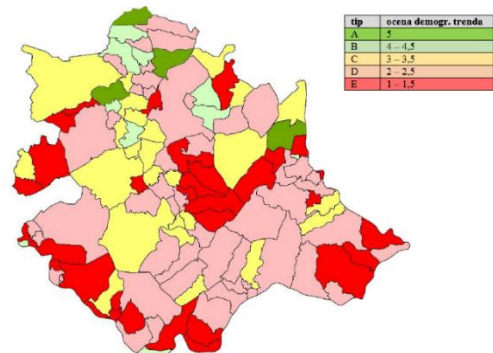 tip ocena demogr. trenda
A 5
B 4 – 4,5
C 3 – 3,5
D 2 – 2,5
E 1 – 1,5